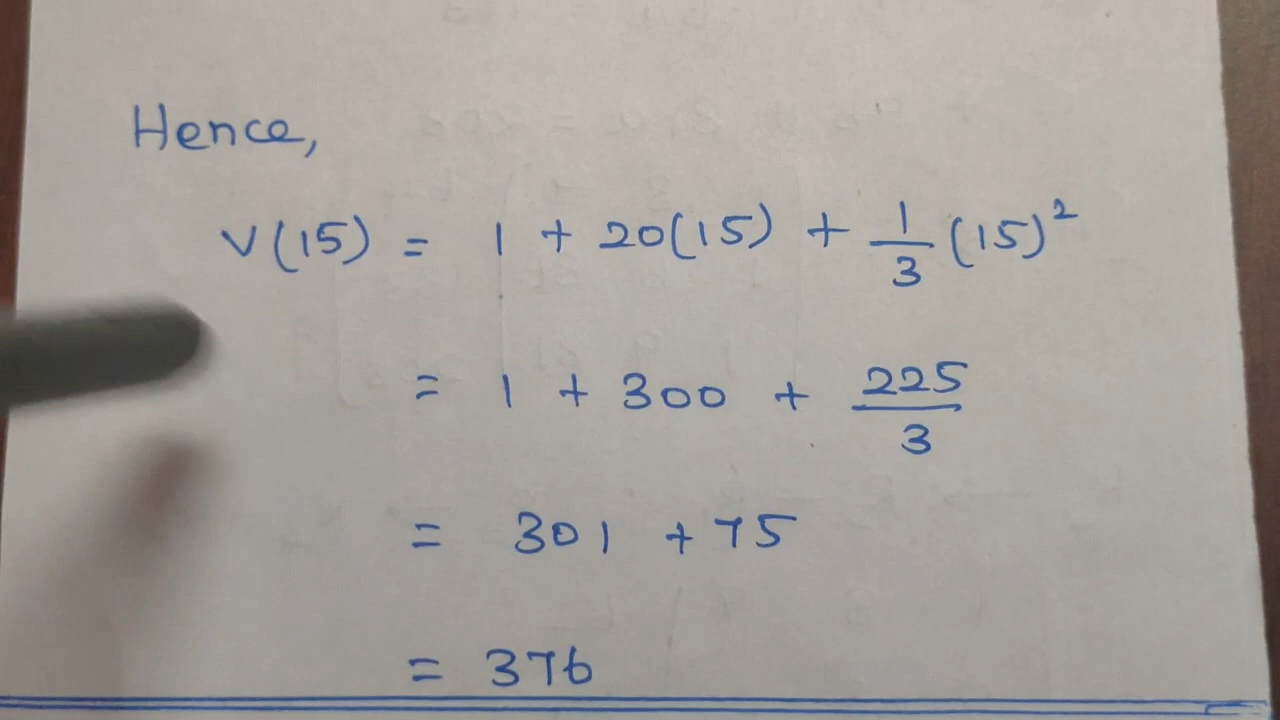 Hence,
V(15) = 1 + 20(15) + 1/3 (15)²
= 1 + 300 + 225/3
= 301 + 75
= 376